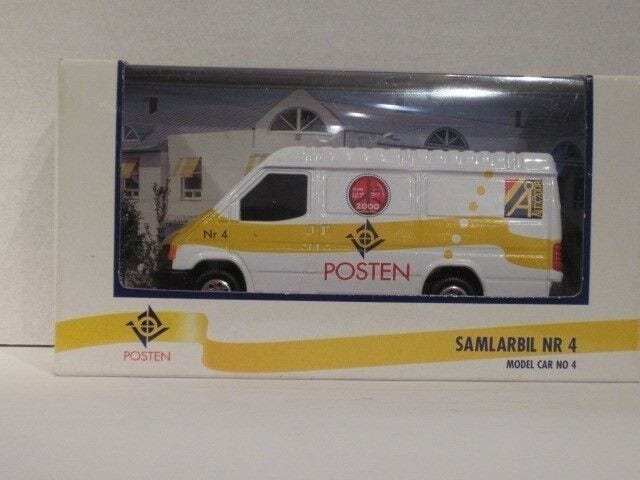 Nr 4
2000
POSTEN
POSTEN
SAMLARBIL NR 4
MODEL CAR NO 4